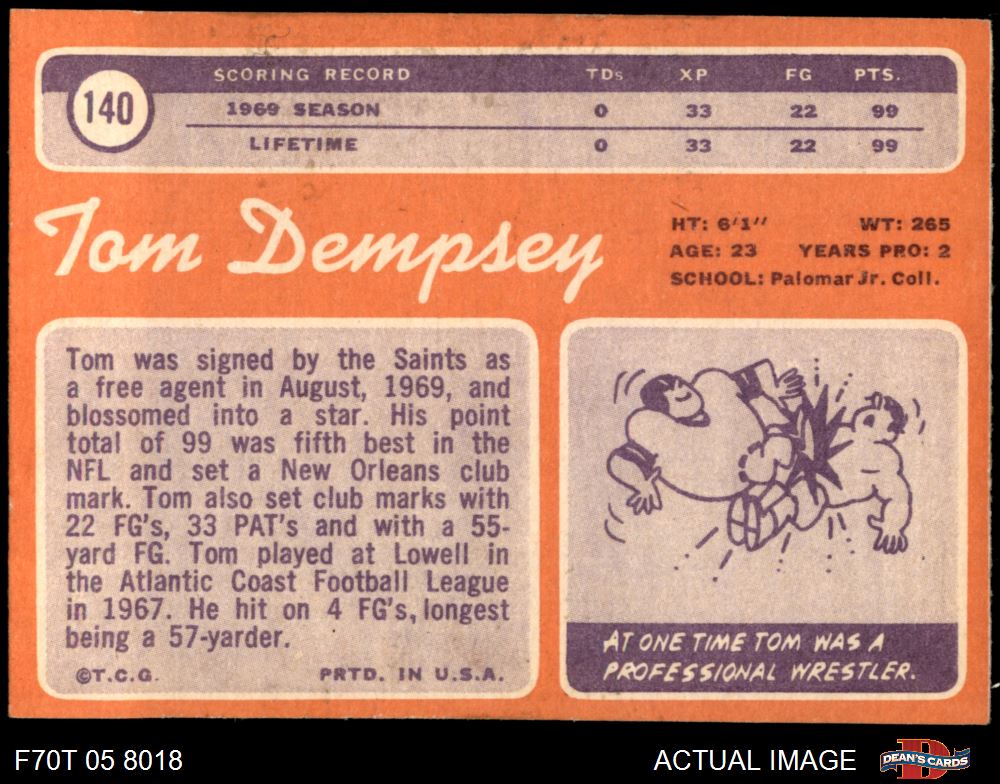 140
SCORING RECORD TDs XP FG PTS.
1969 SEASON 0 33 22 99
LIFETIME 0 33 22 99
Tom Dempsey
HT: 6'1" WT: 265
AGE: 23 YEARS PRO: 2
SCHOOL: Palomar Jr. Coll.
Tom was signed by the Saints as
a free agent in August, 1969, and
blossomed into a star. His point
total of 99 was fifth best in the
NFL and set a New Orleans club
mark. Tom also set club marks with
22 FG's, 33 PAT's and with a 55-
yard FG. Tom played at Lowell in
the Atlantic Coast Football League
in 1967. He hit on 4 FG's, longest
being a 57-yarder.
©T.C.G. PRTD. IN U.S.A.
AT ONE TIME TOM WAS A
PROFESSIONAL WRESTLER.
F70T 05 8018 ACTUAL IMAGE DEAN'S CARDS